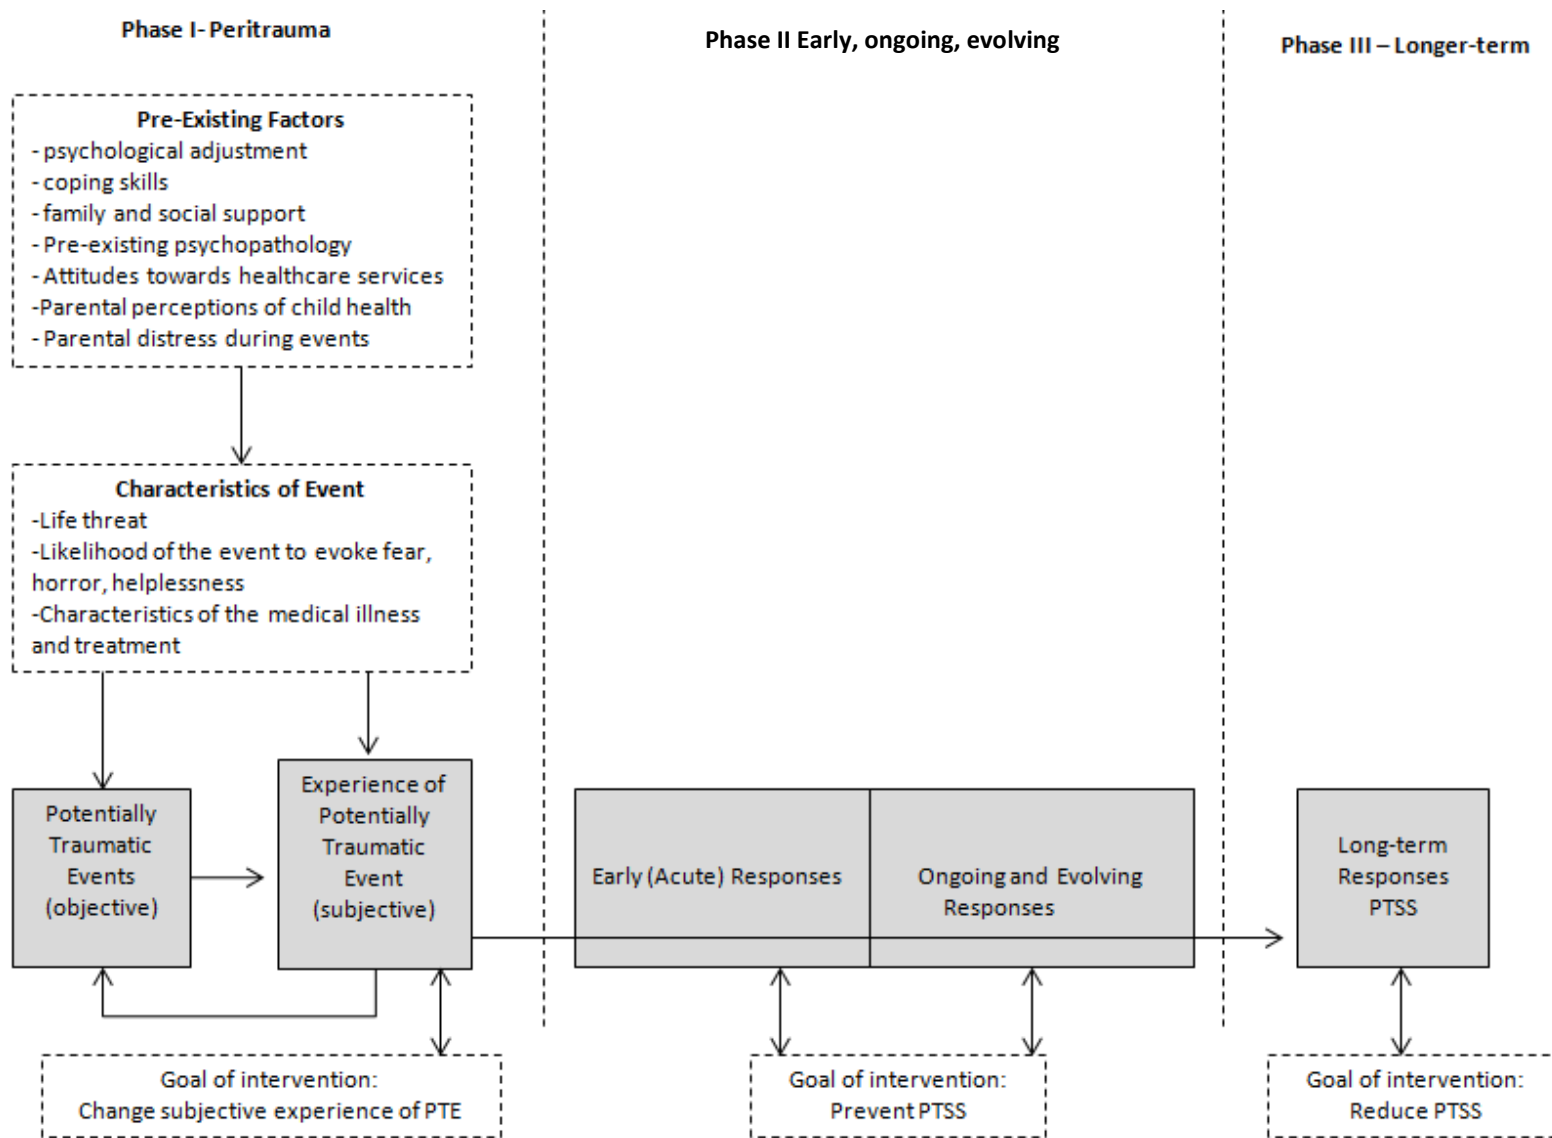 Phase I- Peritrauma
Phase II Early, ongoing, evolving
Phase III – Longer-term
Pre-Existing Factors
- psychological adjustment
- coping skills
- family and social support
- Pre-existing psychopathology
- Attitudes towards healthcare services
-Parental perceptions of child health
- Parental distress during events
Characteristics of Event
-Life threat
-Likelihood of the event to evoke fear,
horror, helplessness
-Characteristics of the medical illness
and treatment
Potentially
Traumatic
Events
(objective)
Experience of
Potentially
Traumatic
Event
(subjective)
Early (Acute) Responses
Ongoing and Evolving
Responses
Long-term
Responses
PTSS
Goal of intervention:
Change subjective experience of PTE
Goal of intervention:
Prevent PTSS
Goal of intervention:
Reduce PTSS